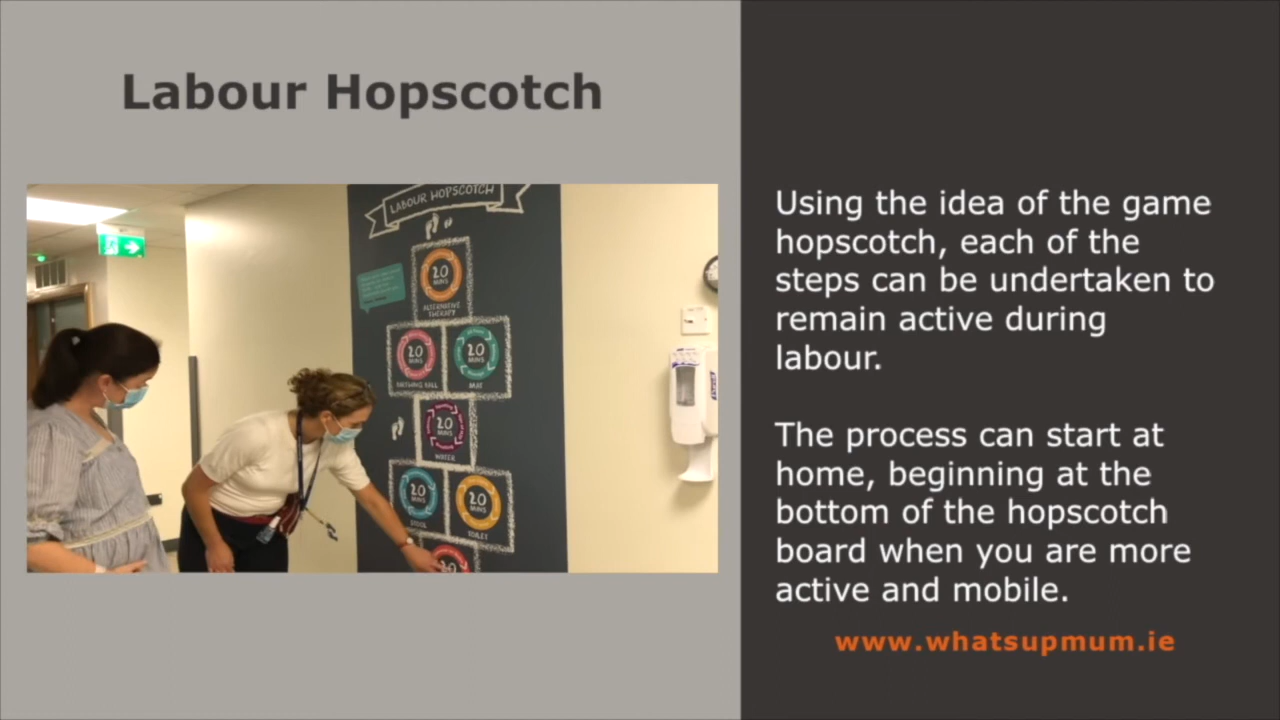 Labour Hopscotch
LABOUR HOPSCOTCH
20
MINS
ALTERNATIVE
THERAPY
20
MINS
20
MINS
BIRTHING BALL
MAT
20
MINS
WATER
20
MINS
20
MINS
STOOL
TOILET
20
Using the idea of the game
hopscotch, each of the
steps can be undertaken to
remain active during
labour.
The process can start at
home, beginning at the
bottom of the hopscotch
board when you are more
active and mobile.
www.whatsupmum.ie